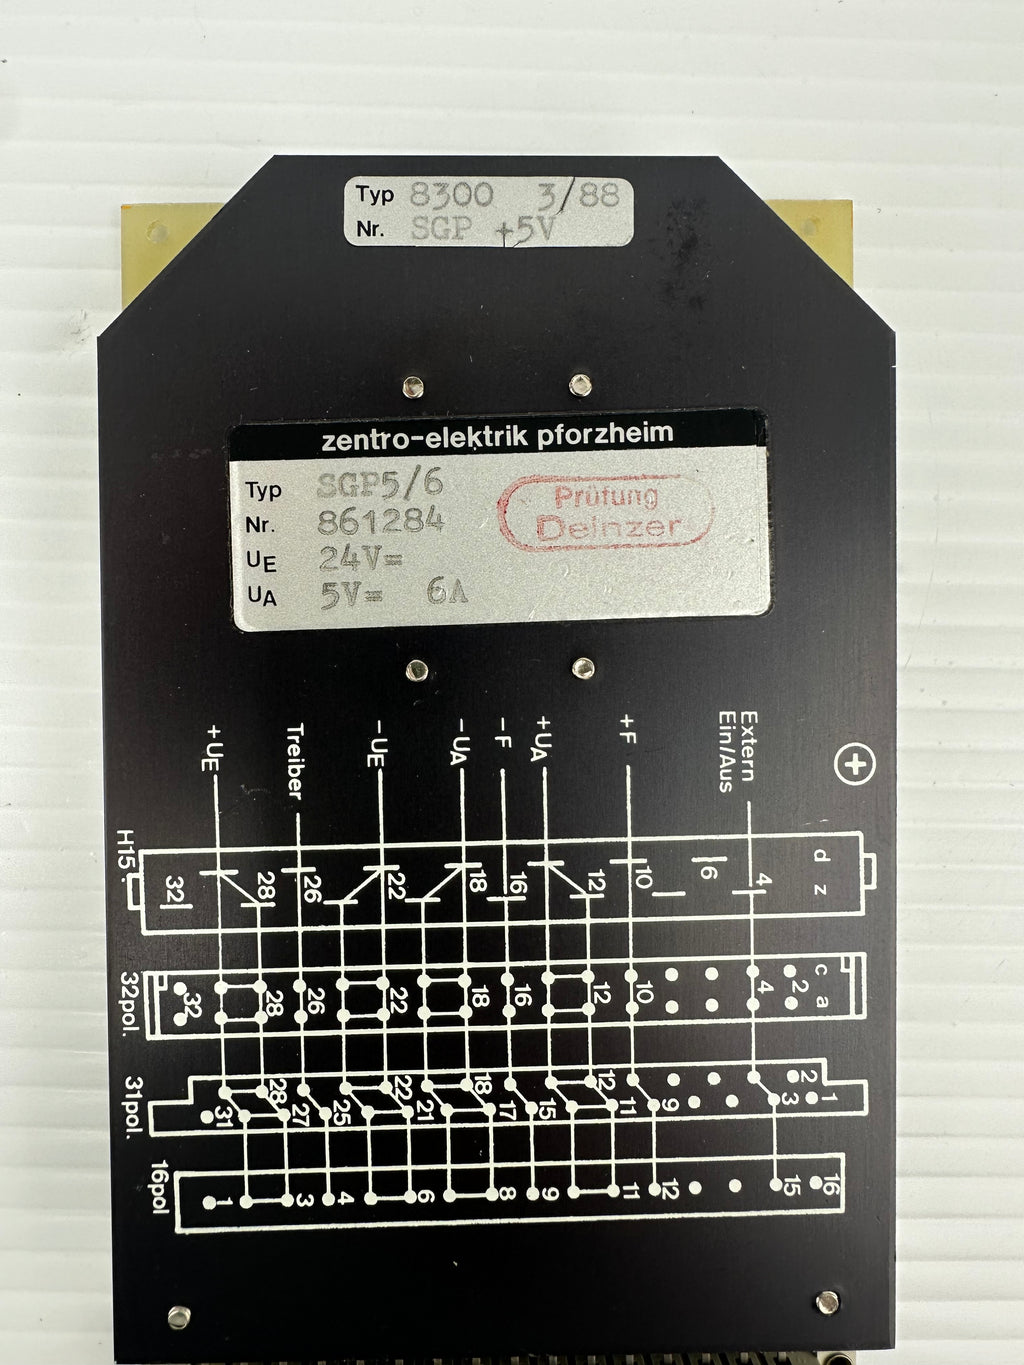 Typ 8300 3/88
Nr. SGP +5V
zentro-elektrik pforzheim
Typ SGP5/6
Nr. 861284
UE 24V=
UA 5V= 6A
Prüfung
Deinzer
+UE
Treiber
-UE
-UA
-F
+UA
+F
Extern
Ein/Aus
H15.
32 28 26 22 18 16 12 10 6 4 d z
32pol.
32 28 26 22 18 16 12 10 4 2 c a
31pol.
31 28 27 25 22 21 18 17 15 12 11 9 3 2 1
16pol
1 3 4 6 8 9 11 12 15 16